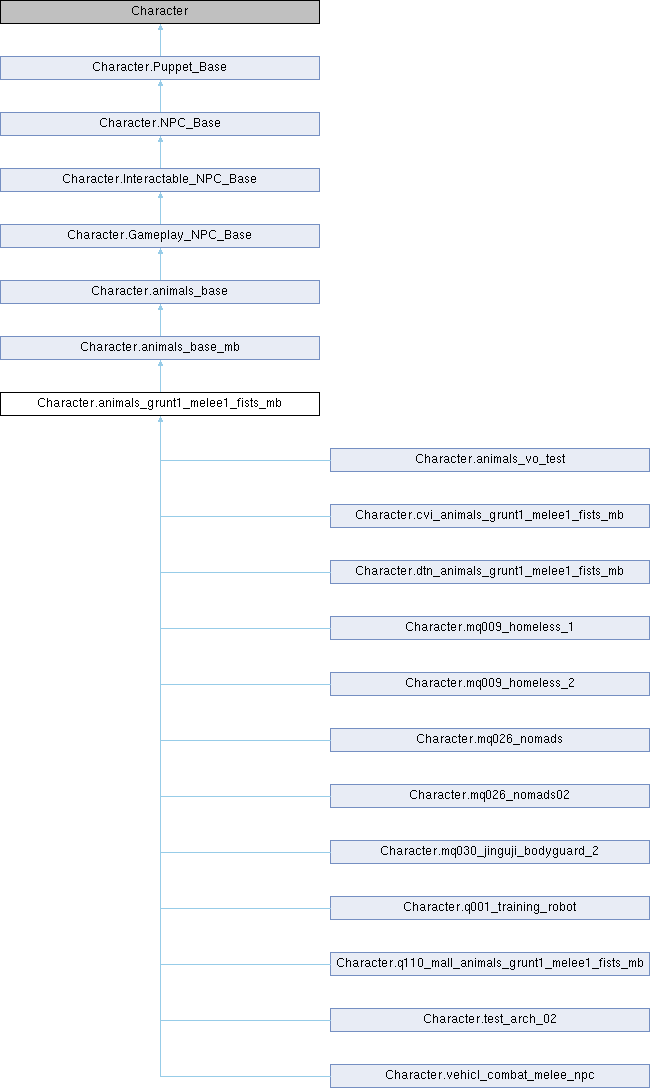 Character
Character.Puppet_Base
Character.NPC_Base
Character.Interactable_NPC_Base
Character.Gameplay_NPC_Base
Character.animals_base
Character.animals_base_mb
Character.animals_grunt1_melee1_fists_mb
Character.animals_vo_test
Character.cvi_animals_grunt1_melee1_fists_mb
Character.dtn_animals_grunt1_melee1_fists_mb
Character.mq009_homeless_1
Character.mq009_homeless_2
Character.mq026_nomads
Character.mq026_nomads02
Character.mq030_jinguji_bodyguard_2
Character.q001_training_robot
Character.q110_mall_animals_grunt1_melee1_fists_mb
Character.test_arch_02
Character.vehicl_combat_melee_npc